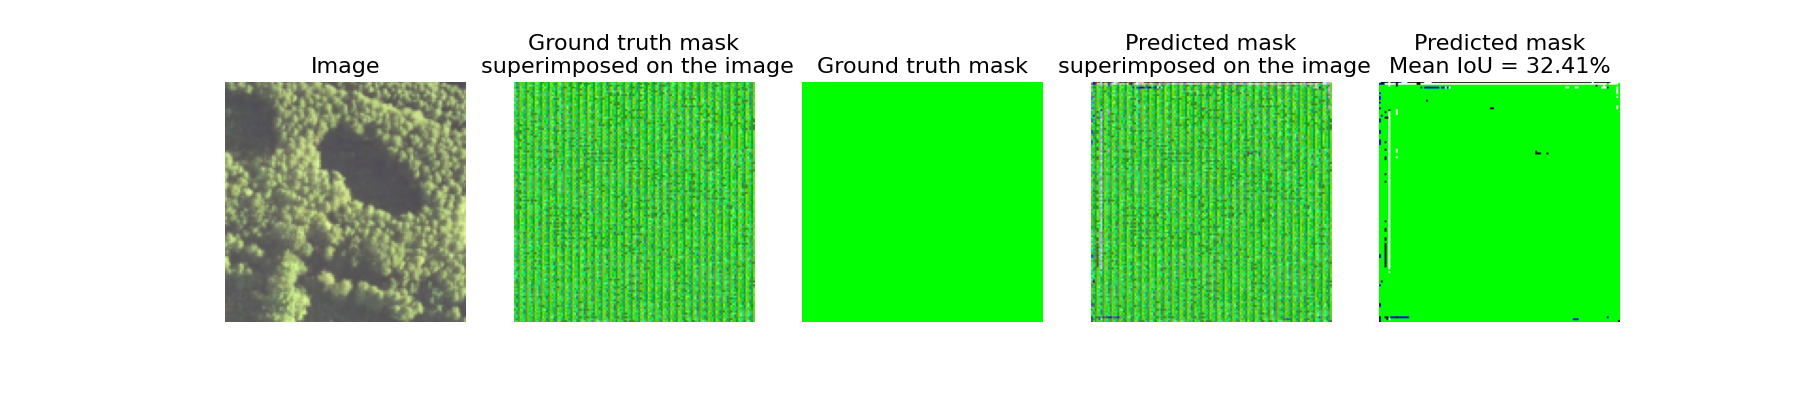 Image
Ground truth mask
superimposed on the image
Ground truth mask
Predicted mask
superimposed on the image
Predicted mask
Mean IoU = 32.41%